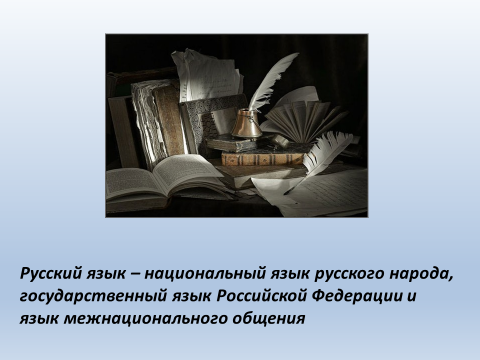 Русский язык – национальный язык русского народа,
государственный язык Российской Федерации и
язык межнационального общения